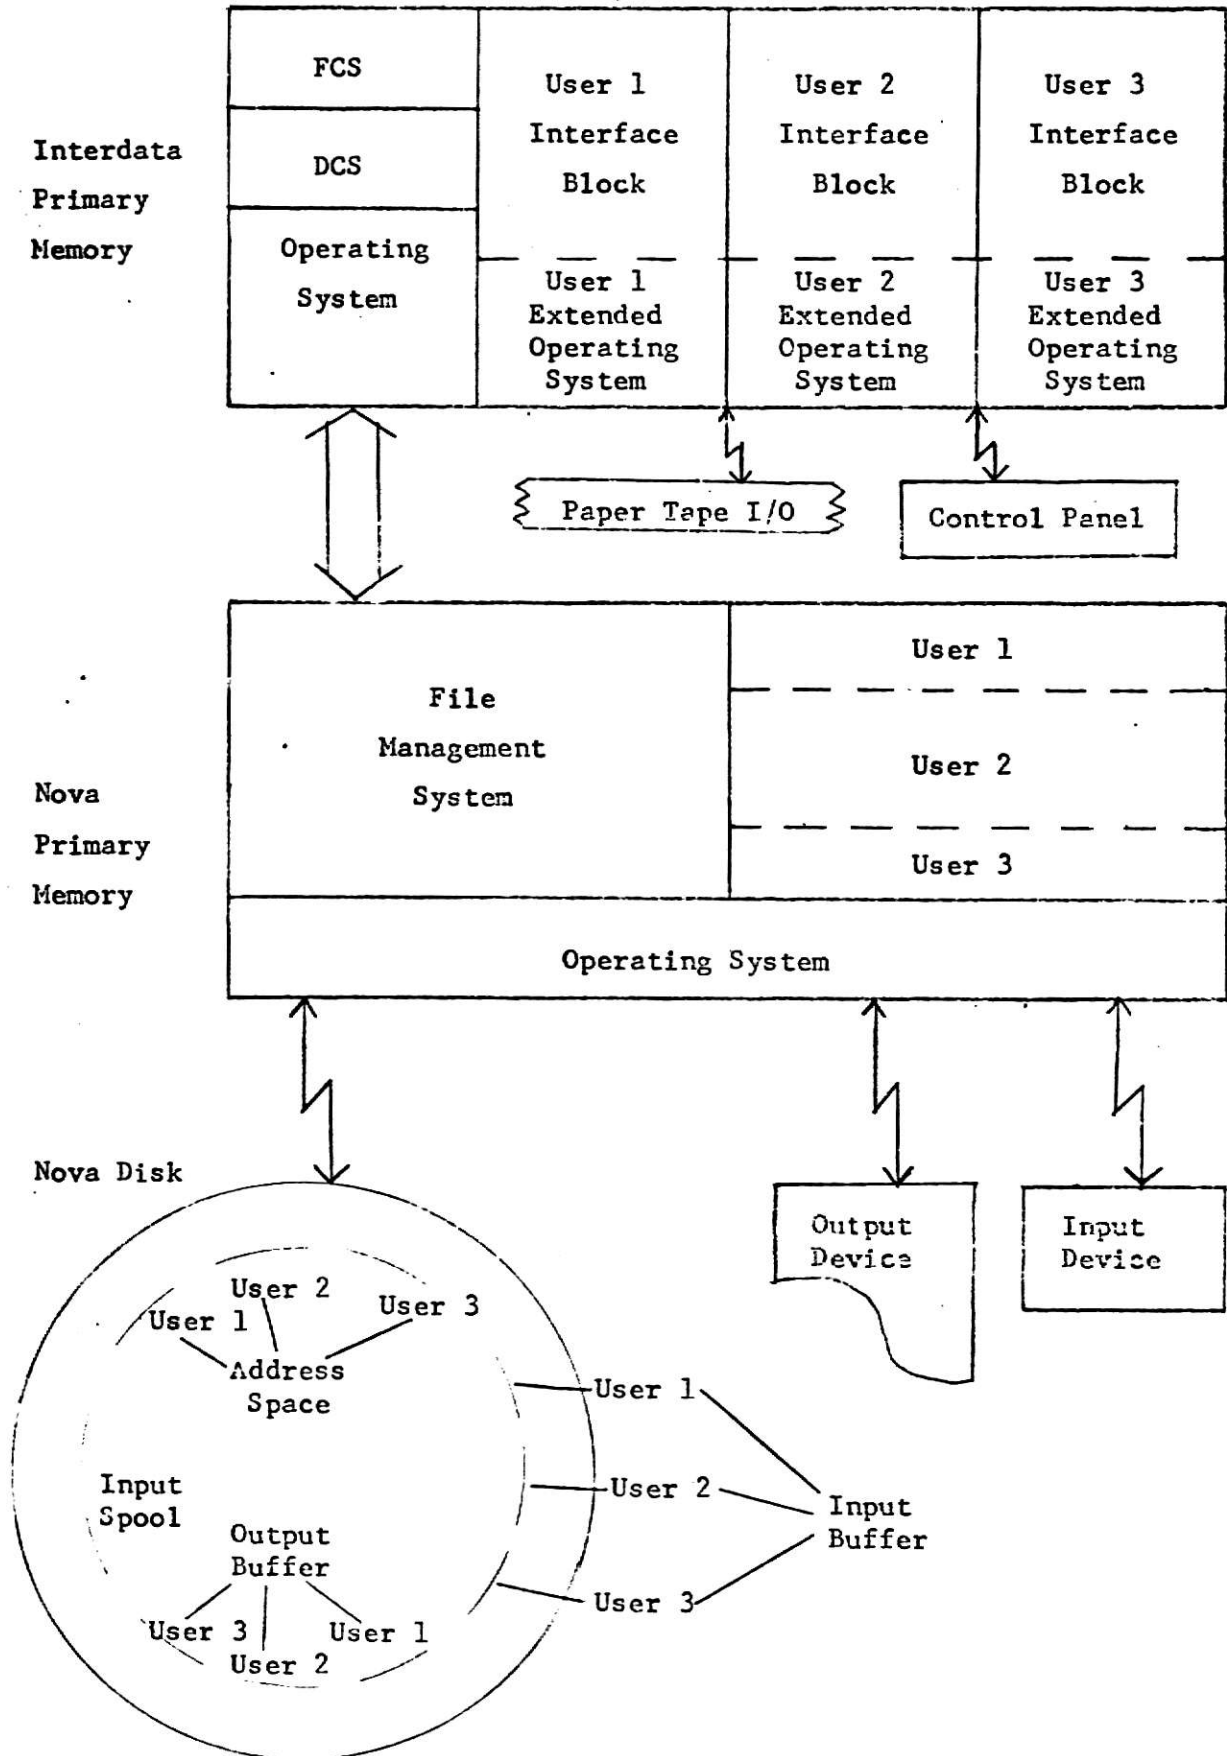 Interdata
Primary
Memory
FCS
DCS
Operating
System
User 1
Interface
Block
User 2
Interface
Block
User 3
Interface
Block
User 1
Extended
Operating
System
User 2
Extended
Operating
System
User 3
Extended
Operating
System
Paper Tape I/O
Control Panel
Nova
Primary
Memory
File
Management
System
User 1
User 2
User 3
Operating System
Nova Disk
Output
Device
Input
Device
User 1
User 2
User 3
Address
Space
Input
Spool
Output
Buffer
User 3
User 2
User 1
User 1
User 2
User 3
Input
Buffer